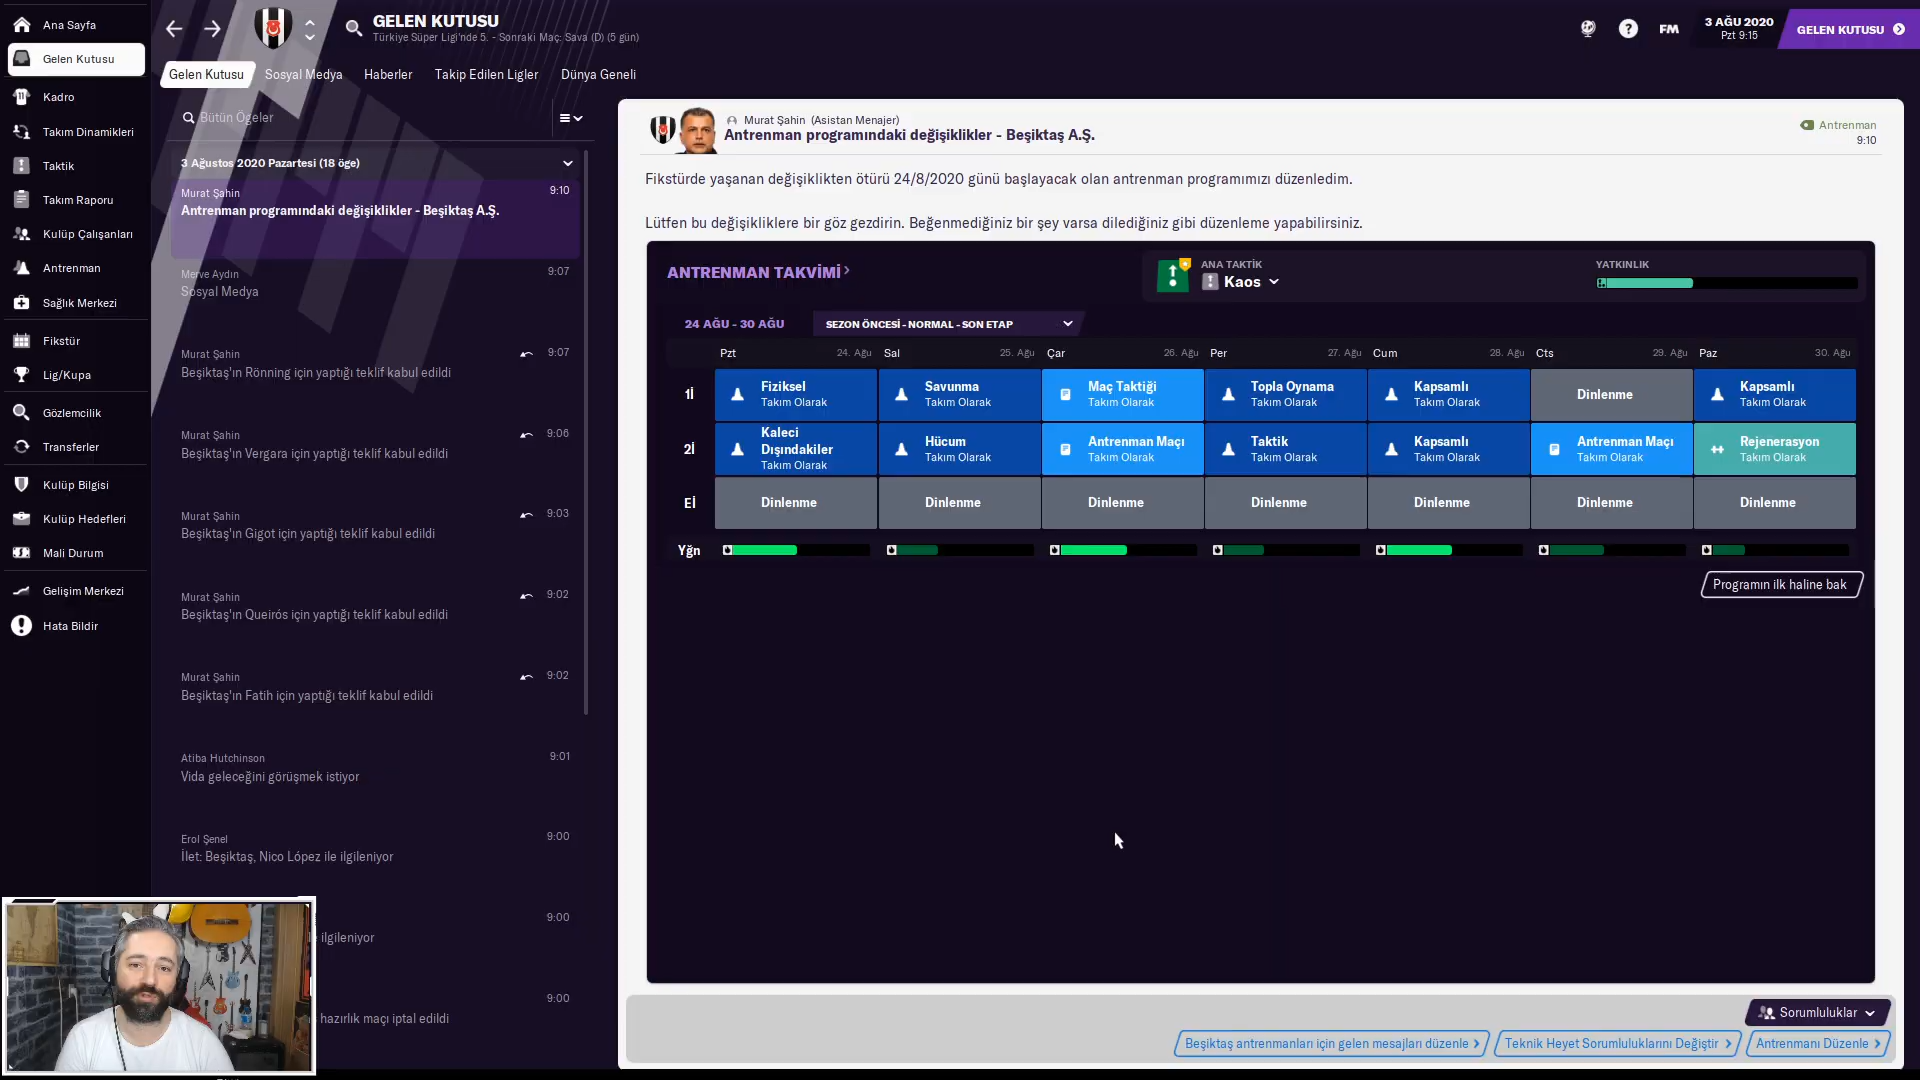 Ana Sayfa
Gelen Kutusu
Kadro
Takım Dinamikleri
Taktik
Takım Raporu
Kulüp Çalışanları
Antrenman
Sağlık Merkezi
Fikstür
Lig/Kupa
Gözlemcilik
Transferler
Kulüp Bilgisi
Kulüp Hedefleri
Mali Durum
Gelişim Merkezi
Hata Bildir
GELEN KUTUSU
Türkiye Süper Ligi'nde 5. - Sonraki Maç: Sava (D) (5 gün)
FM
3 AĞU 2020
Pzt 9:15
GELEN KUTUSU
Gelen Kutusu Sosyal Medya Haberler Takip Edilen Ligler Dünya Geneli
Bütün Ögeler
3 Ağustos 2020 Pazartesi (18 öge)
Murat Şahin 9:10
Antrenman programındaki değişiklikler - Beşiktaş A.Ş.
Merve Aydın 9:07
Sosyal Medya
Murat Şahin 9:07
Beşiktaş'ın Rönning için yaptığı teklif kabul edildi
Murat Şahin 9:06
Beşiktaş'ın Vergara için yaptığı teklif kabul edildi
Murat Şahin 9:03
Beşiktaş'ın Gigot için yaptığı teklif kabul edildi
Murat Şahin 9:02
Beşiktaş'ın Queirós için yaptığı teklif kabul edildi
Murat Şahin 9:02
Beşiktaş'ın Fatih için yaptığı teklif kabul edildi
Atiba Hutchinson 9:01
Vida geleceğini görüşmek istiyor
Erol Şenel 9:00
İlet: Beşiktaş, Nico López ile ilgileniyor
9:00
ilgileniyor
9:00
hazırlık maçı iptal edildi
Murat Şahin (Asistan Menajer)
Antrenman programındaki değişiklikler - Beşiktaş A.Ş.
Antrenman
9:10
Fikstürde yaşanan değişiklikten ötürü 24/8/2020 günü başlayacak olan antrenman programımızı düzenledim.
Lütfen bu değişikliklere bir göz gezdirin. Beğenmediğiniz bir şey varsa dilediğiniz gibi düzenleme yapabilirsiniz.
ANTRENMAN TAKVİMİ
ANA TAKTİK
Kaos
YATKINLIK
24 AĞU - 30 AĞU SEZON ÖNCESİ - NORMAL - SON ETAP
Pzt 24. Ağu Sal 25. Ağu Çar 26. Ağu Per 27. Ağu Cum 28. Ağu Cts 29. Ağu Paz 30. Ağu
1İ
Fiziksel
Takım Olarak
Savunma
Takım Olarak
Maç Taktiği
Takım Olarak
Topla Oynama
Takım Olarak
Kapsamlı
Takım Olarak
Dinlenme
Kapsamlı
Takım Olarak
2İ
Kaleci
Dışındakiler
Takım Olarak
Hücum
Takım Olarak
Antrenman Maçı
Takım Olarak
Taktik
Takım Olarak
Kapsamlı
Takım Olarak
Antrenman Maçı
Takım Olarak
Rejenerasyon
Takım Olarak
Eİ Dinlenme Dinlenme Dinlenme Dinlenme Dinlenme Dinlenme Dinlenme
Yğn
Programın ilk haline bak
Sorumluluklar
Beşiktaş antrenmanları için gelen mesajları düzenle
Teknik Heyet Sorumluluklarını Değiştir
Antrenmanı Düzenle